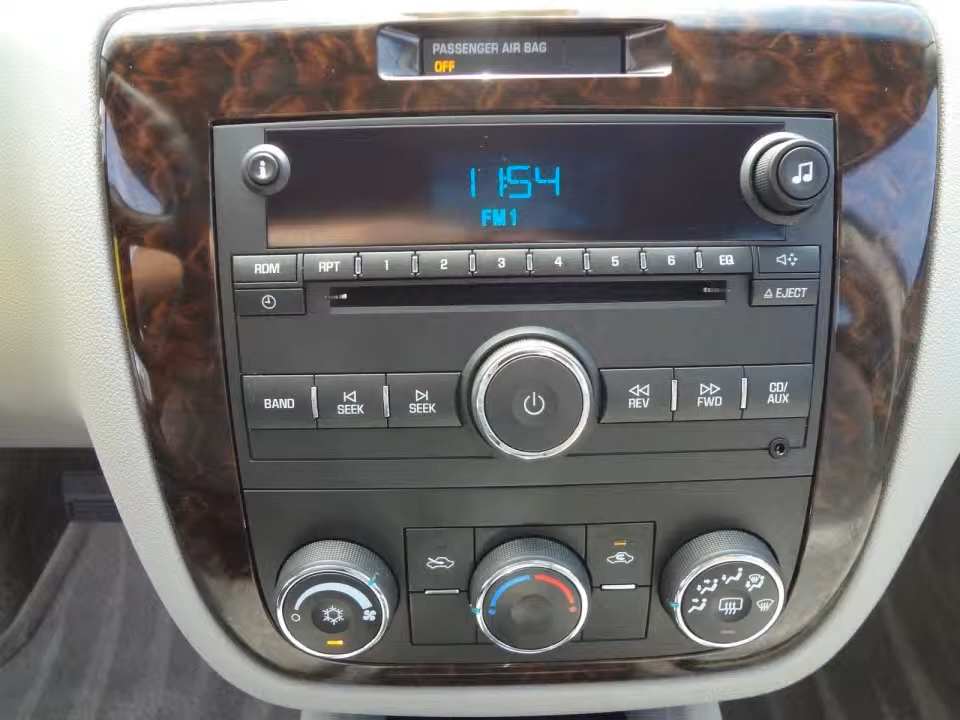 PASSENGER AIR BAG
OFF
i
11:54
FM1
RDM RPT 1 2 3 4 5 6 EQ
EJECT
BAND SEEK SEEK REV FWD CD/
AUX